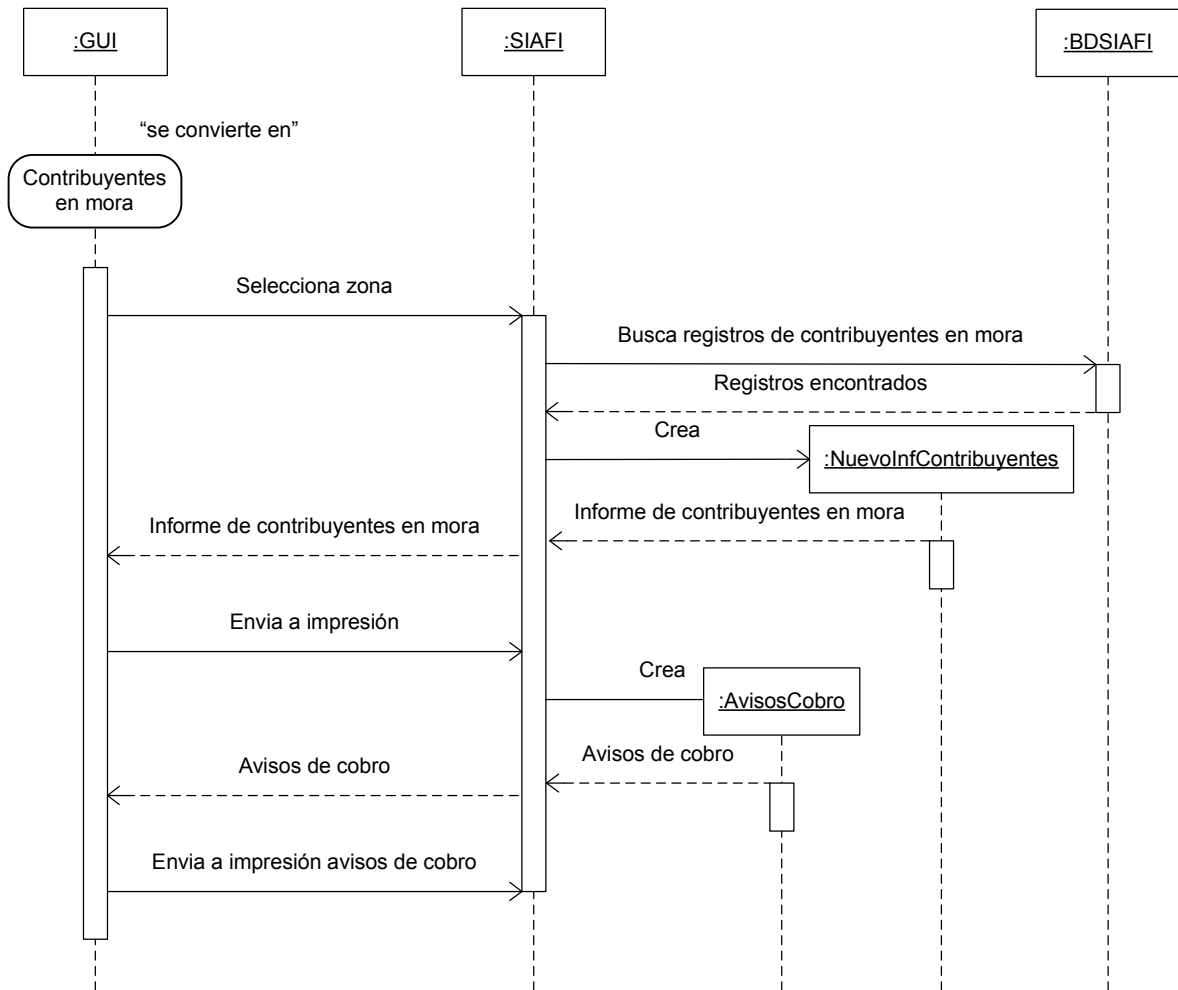 :GUI
:SIAFI
:BDSIAFI
“se convierte en”
Contribuyentes
en mora
Selecciona zona
Busca registros de contribuyentes en mora
Registros encontrados
Crea
:NuevoInfContribuyentes
Informe de contribuyentes en mora
Informe de contribuyentes en mora
Envia a impresión
Crea
:AvisosCobro
Avisos de cobro
Avisos de cobro
Envia a impresión avisos de cobro